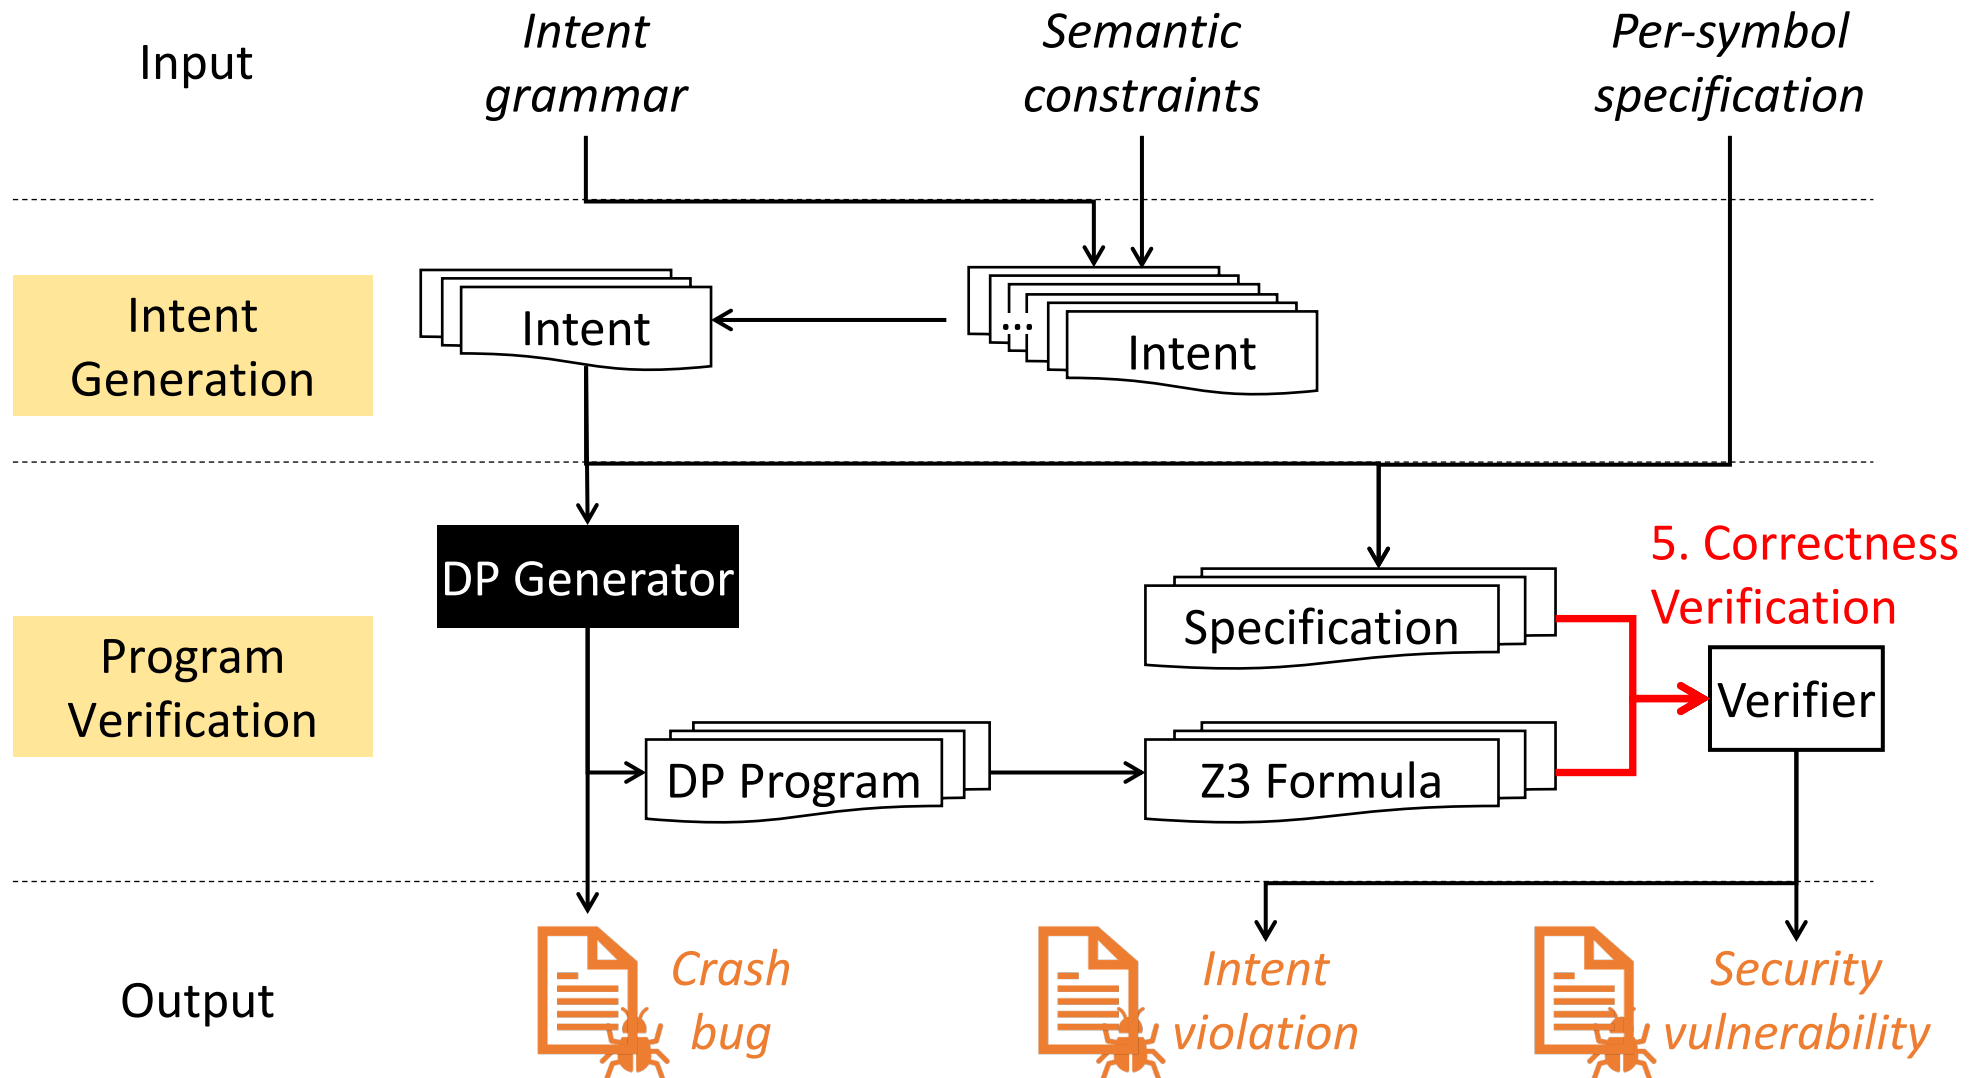 Input
Intent
grammar
Semantic
constraints
Per-symbol
specification
Intent
Generation
Intent
...
Intent
DP Generator
5. Correctness
Verification
Program
Verification
Specification
Verifier
DP Program
Z3 Formula
Output
Crash
bug
Intent
violation
Security
vulnerability